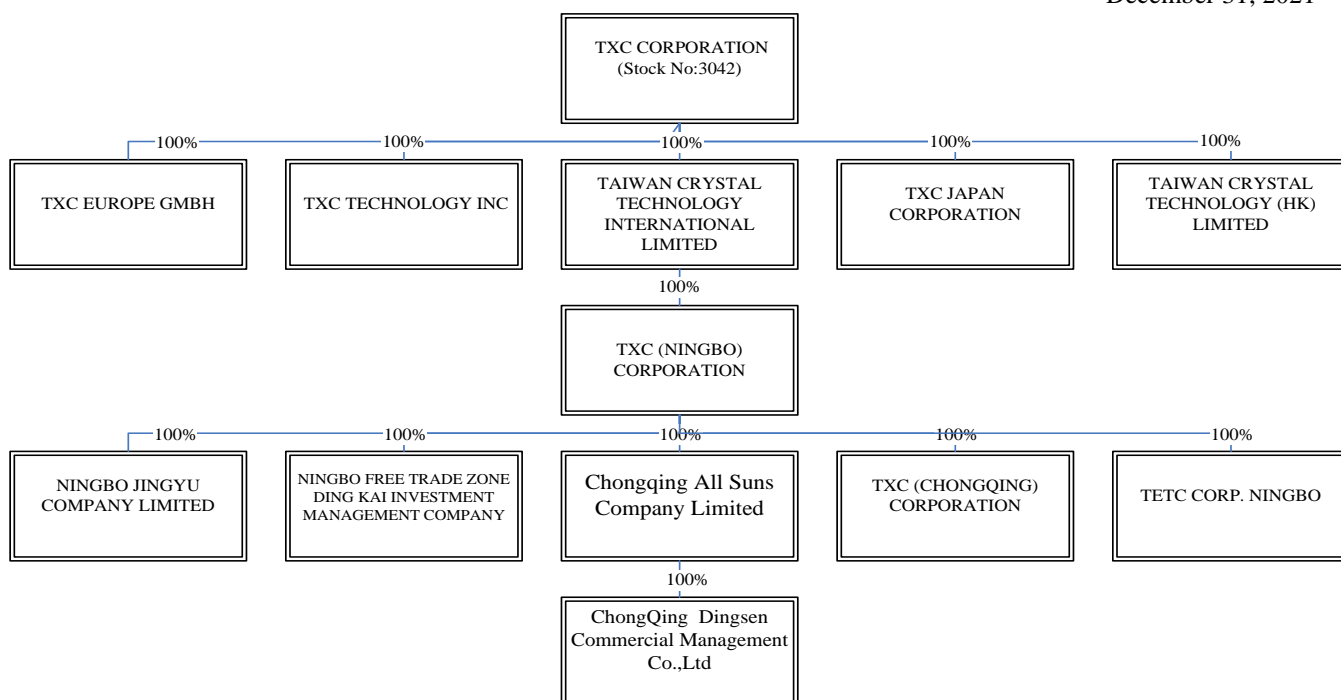 December 31, 2021
TXC CORPORATION
(Stock No:3042)
100%
100%
100%
100%
100%
TXC EUROPE GMBH
TXC TECHNOLOGY INC
TAIWAN CRYSTAL
TECHNOLOGY
INTERNATIONAL
LIMITED
TXC JAPAN
CORPORATION
TAIWAN CRYSTAL
TECHNOLOGY (HK)
LIMITED
100%
TXC (NINGBO)
CORPORATION
100%
100%
100%
100%
100%
NINGBO JINGYU
COMPANY LIMITED
NINGBO FREE TRADE ZONE
DING KAI INVESTMENT
MANAGEMENT COMPANY
Chongqing All Suns
Company Limited
TXC (CHONGQING)
CORPORATION
TETC CORP. NINGBO
100%
ChongQing  Dingsen
Commercial Management
Co.,Ltd